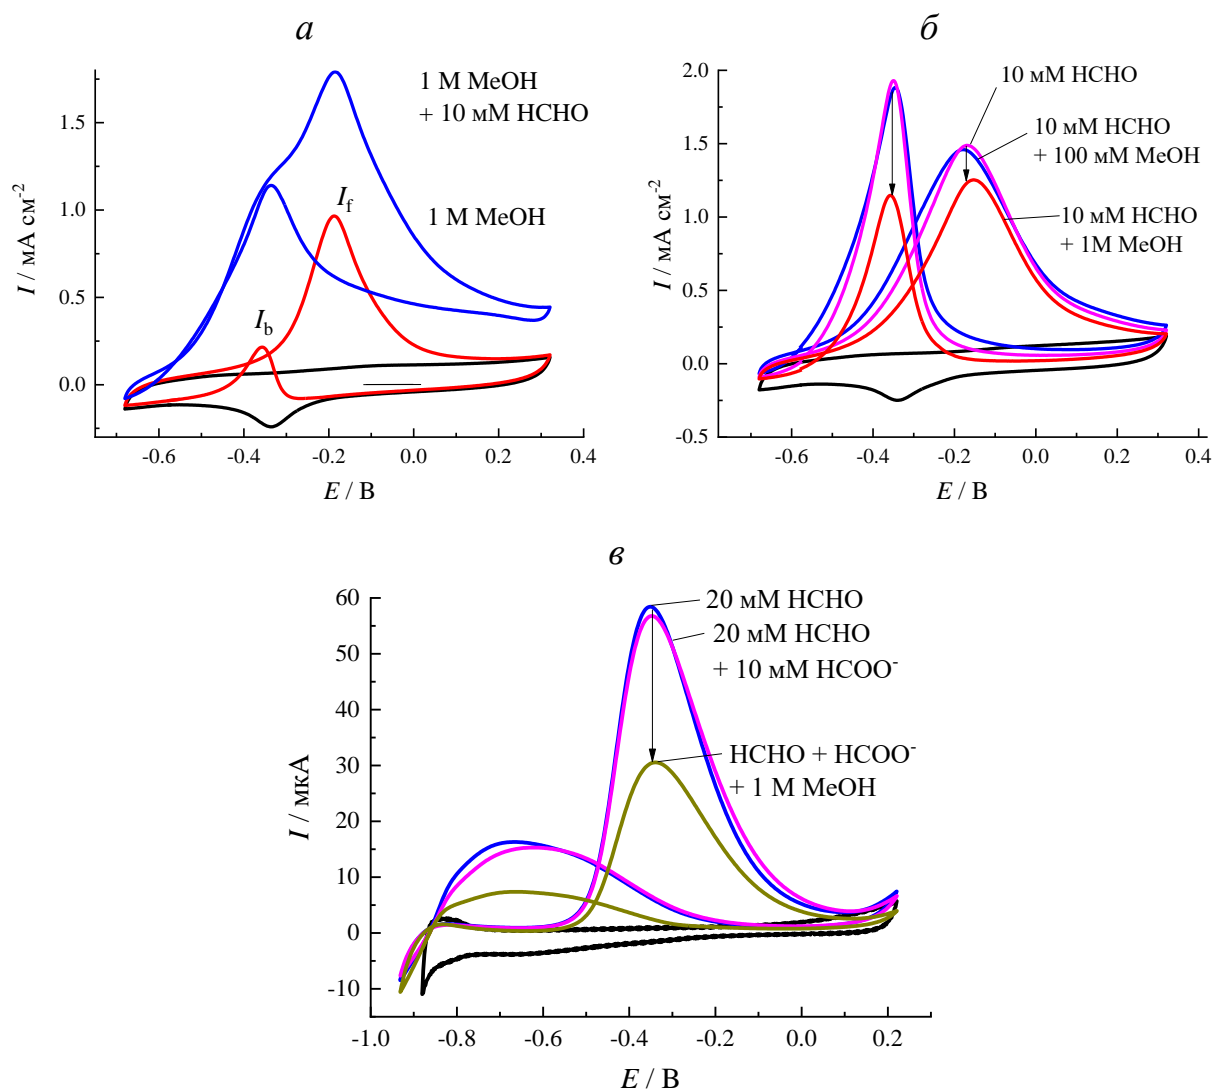 а
1 М MeOH
+ 10 мМ HCHO
1 М MeOH
I_f
I_b
I / мА см⁻²
1.5
1.0
0.5
0.0
-0.6
-0.4
-0.2
0.0
0.2
0.4
E / В
б
10 мМ HCHO
10 мМ HCHO
+ 100 мМ MeOH
10 мМ HCHO
+ 1М MeOH
I / мА см⁻²
2.0
1.5
1.0
0.5
0.0
-0.5
-0.6
-0.4
-0.2
0.0
0.2
0.4
E / В
в
20 мМ HCHO
20 мМ HCHO
+ 10 мМ HCOO⁻
HCHO + HCOO⁻
+ 1 М MeOH
I / мкА
60
50
40
30
20
10
0
-10
-1.0
-0.8
-0.6
-0.4
-0.2
0.0
0.2
E / В